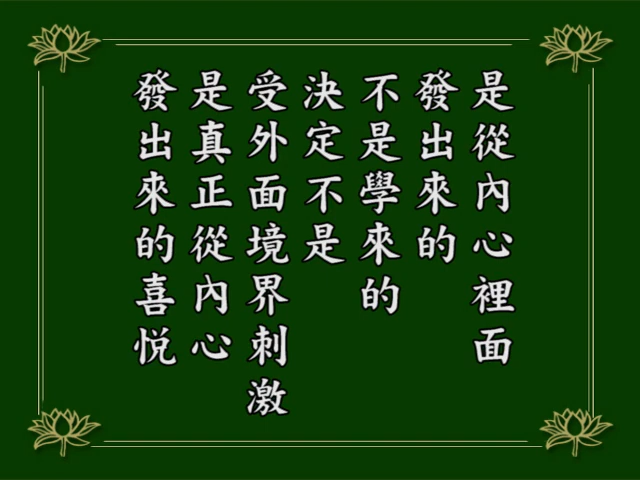 是從內心裡面
發出來的
不是學來的
決定不是
受外面境界刺激
是真正從內心
發出來的喜悅